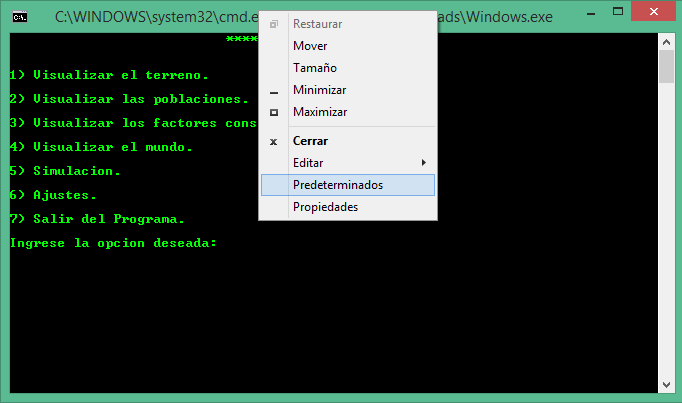 C:\WINDOWS\system32\cmd.e ads\Windows.exe
****
1) Visualizar el terreno.
2) Visualizar las poblaciones.
3) Visualizar los factores cons
4) Visualizar el mundo.
5) Simulacion.
6) Ajustes.
7) Salir del Programa.
Ingrese la opcion deseada:
Restaurar
Mover
Tamaño
Minimizar
Maximizar
Cerrar
Editar
Predeterminados
Propiedades